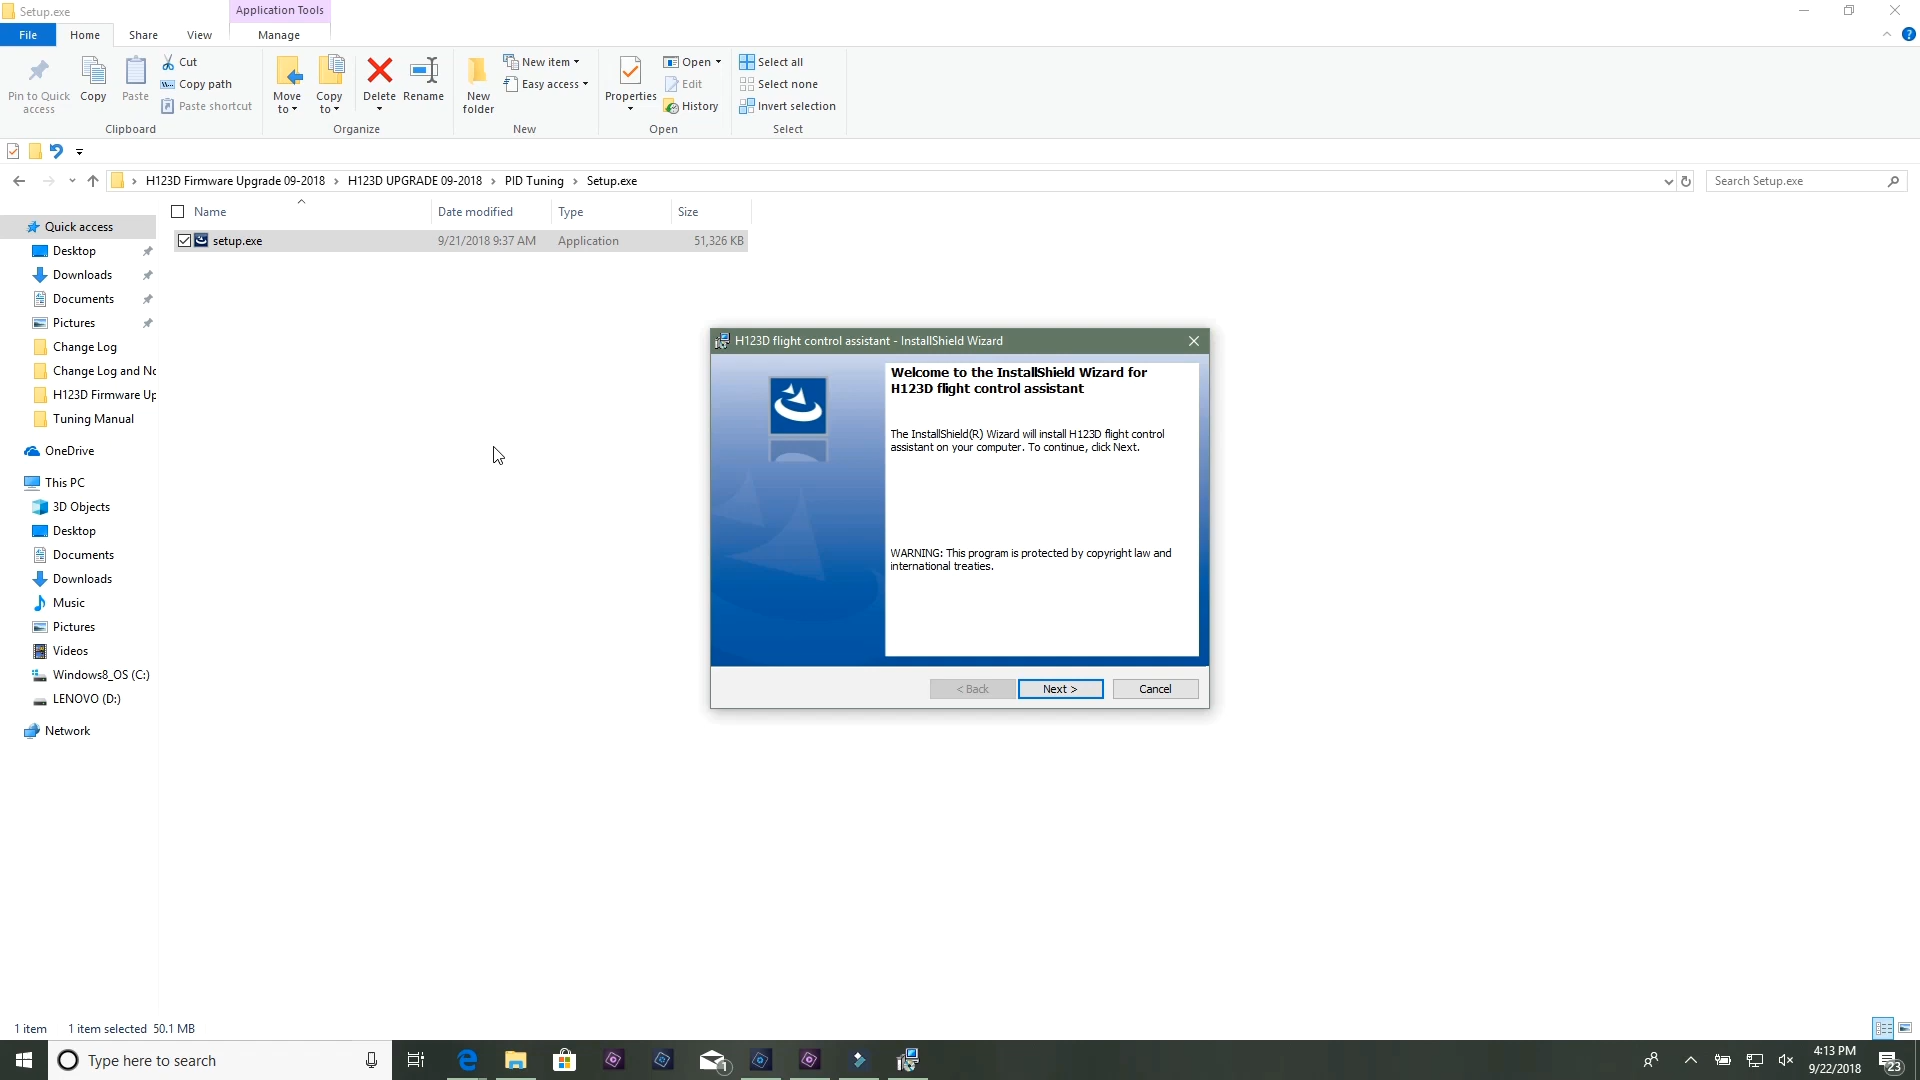 Setup.exe
Application Tools
File
Home
Share
View
Manage
Pin to Quick access
Copy
Paste
Cut
Copy path
Paste shortcut
Clipboard
Move to
Copy to
Delete
Rename
Organize
New folder
New item
Easy access
New
Properties
Open
Edit
History
Open
Select all
Select none
Invert selection
Select
H123D Firmware Upgrade 09-2018 > H123D UPGRADE 09-2018 > PID Tuning > Setup.exe
Search Setup.exe
Name
Date modified
Type
Size
setup.exe
9/21/2018 9:37 AM
Application
51,326 KB
Quick access
Desktop
Downloads
Documents
Pictures
Change Log
Change Log and No
H123D Firmware Up
Tuning Manual
OneDrive
This PC
3D Objects
Desktop
Documents
Downloads
Music
Pictures
Videos
Windows8_OS (C:)
LENOVO (D:)
Network
H123D flight control assistant - InstallShield Wizard
Welcome to the InstallShield Wizard for
H123D flight control assistant
The InstallShield(R) Wizard will install H123D flight control
assistant on your computer. To continue, click Next.
WARNING: This program is protected by copyright law and
international treaties.
< Back
Next >
Cancel
1 item
1 item selected 50.1 MB
Type here to search
1
4:13 PM
9/22/2018
23